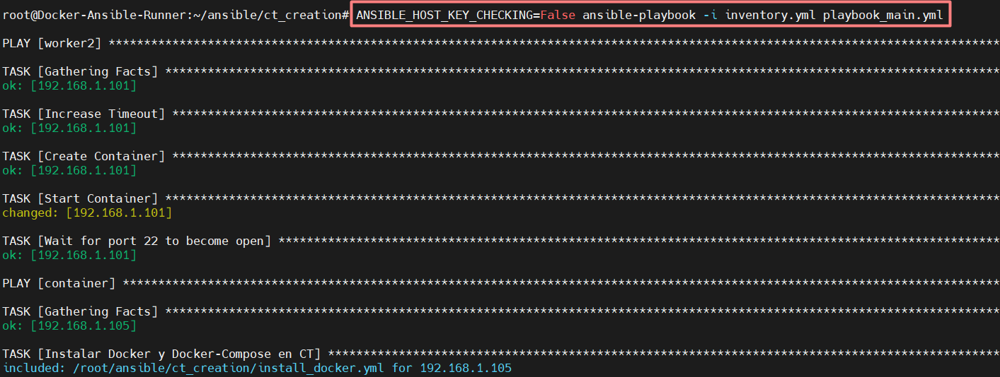 root@Docker-Ansible-Runner:~/ansible/ct_creation# ANSIBLE_HOST_KEY_CHECKING=False ansible-playbook -i inventory.yml playbook_main.yml
PLAY [worker2] ******************************************************************************************************************************
TASK [Gathering Facts] **********************************************************************************************************************
ok: [192.168.1.101]
TASK [Increase Timeout] *********************************************************************************************************************
ok: [192.168.1.101]
TASK [Create Container] *********************************************************************************************************************
ok: [192.168.1.101]
TASK [Start Container] **********************************************************************************************************************
changed: [192.168.1.101]
TASK [Wait for port 22 to become open] ******************************************************************************************************
ok: [192.168.1.101]
PLAY [container] ****************************************************************************************************************************
TASK [Gathering Facts] **********************************************************************************************************************
ok: [192.168.1.105]
TASK [Instalar Docker y Docker-Compose en CT] ***********************************************************************************************
included: /root/ansible/ct_creation/install_docker.yml for 192.168.1.105